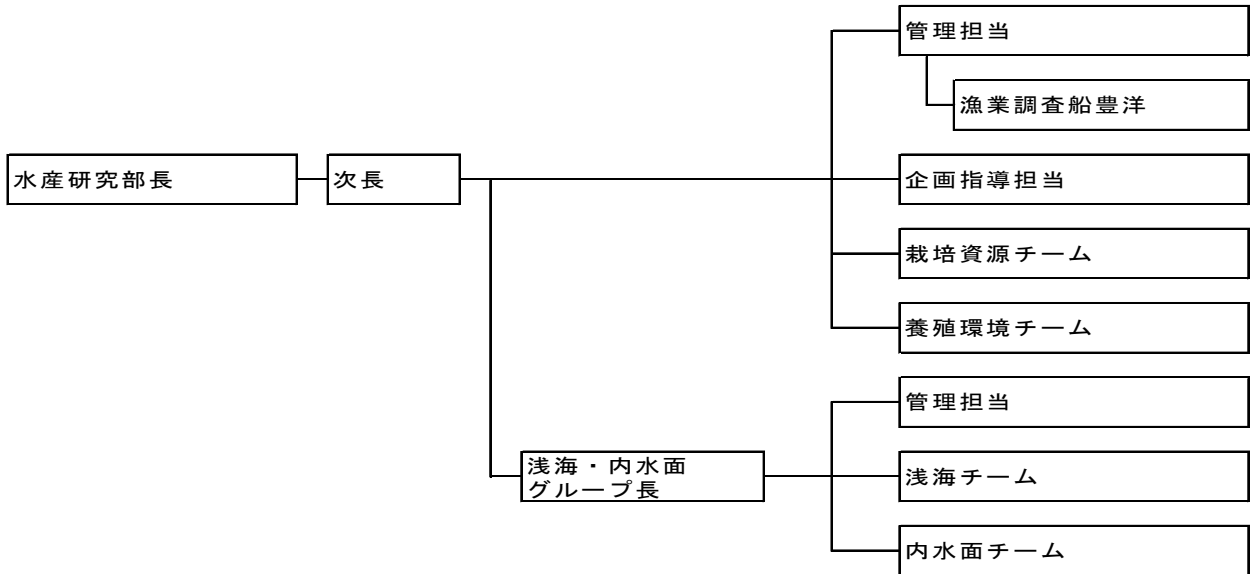 管理担当
漁業調査船豊洋
水産研究部長
次長
企画指導担当
栽培資源チーム
養殖環境チーム
管理担当
浅海・内水面
グループ長
浅海チーム
内水面チーム